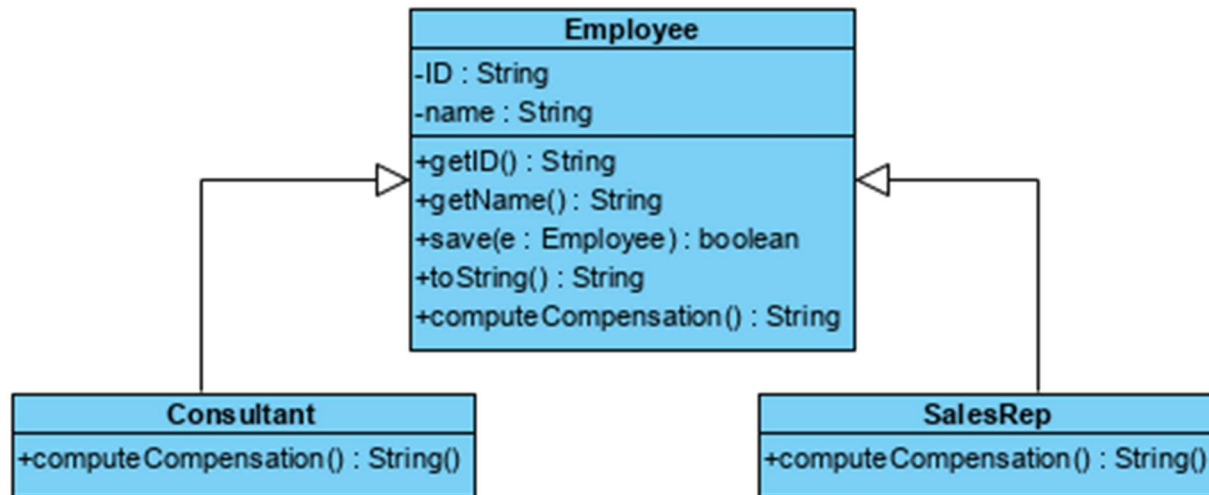 Employee
-ID : String
-name : String
+getID() : String
+getName() : String
+save(e : Employee) : boolean
+toString() : String
+computeCompensation() : String
Consultant
+computeCompensation() : String()
SalesRep
+computeCompensation() : String()